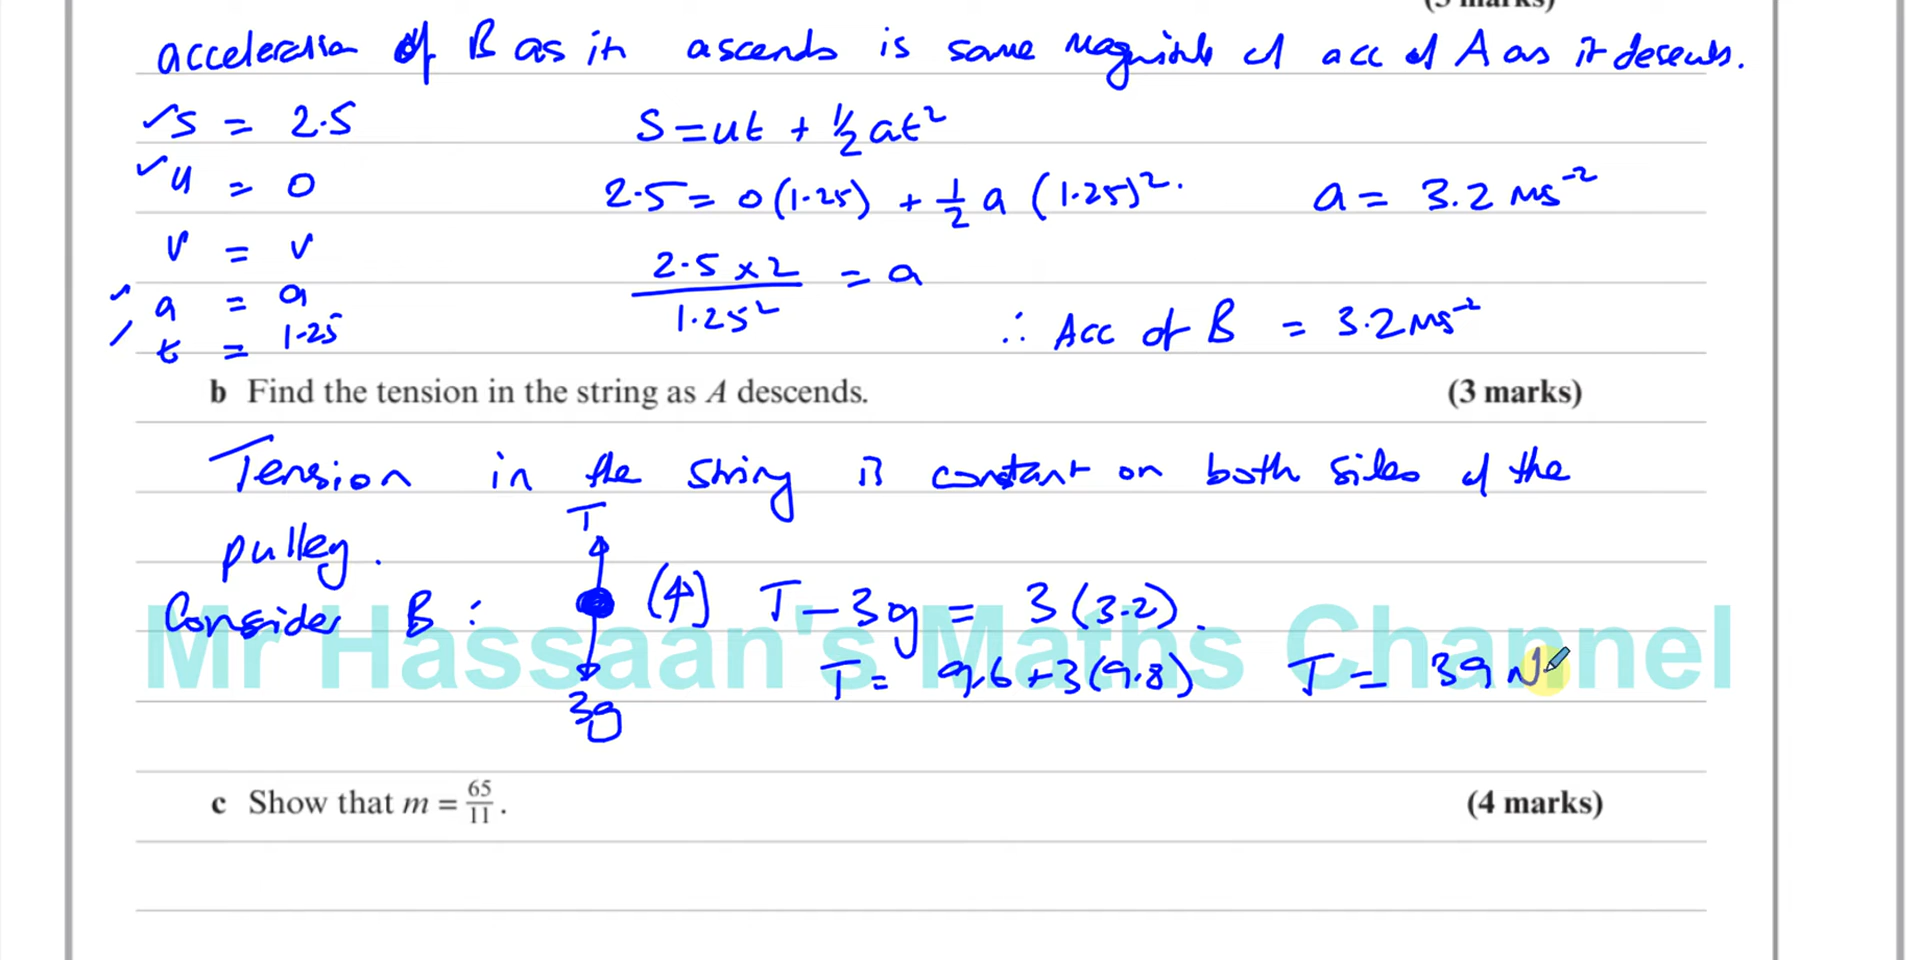 (3 marks)
acceleration of B as it ascends is same magnitude of acc of A as it descends.
✓s = 2.5 S=ut + ½at²
✓u = 0 2.5 = 0(1.25) + ½ a (1.25)². a = 3.2 ms⁻²
v = v 2.5 × 2 / 1.25² = a
a = a
t = 1.25 ∴ Acc of B = 3.2 ms⁻²
b Find the tension in the string as A descends. (3 marks)
Tension in the string is constant on both sides of the
pulley. T
Consider B: (↑) T - 3g = 3(3.2).
T = 9.6 + 3(9.8) T = 39 N
3g
Mr Hassaan's Maths Channel
c Show that m = 65/11. (4 marks)